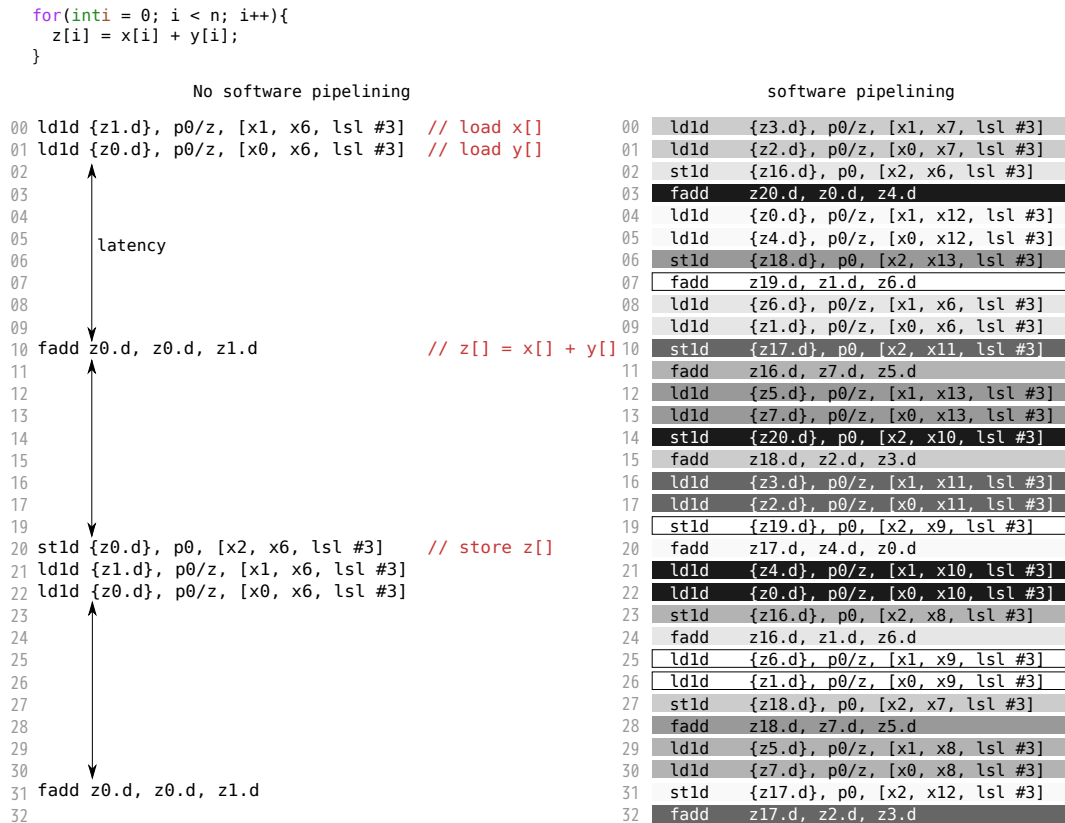 for(inti = 0; i < n; i++){
z[i] = x[i] + y[i];
}
No software pipelining
00 ld1d {z1.d}, p0/z, [x1, x6, lsl #3] // load x[]
01 ld1d {z0.d}, p0/z, [x0, x6, lsl #3] // load y[]
02
03
04
05 latency
06
07
08
09
10 fadd z0.d, z0.d, z1.d // z[] = x[] + y[]
11
12
13
14
15
16
17
19
20 st1d {z0.d}, p0, [x2, x6, lsl #3] // store z[]
21 ld1d {z1.d}, p0/z, [x1, x6, lsl #3]
22 ld1d {z0.d}, p0/z, [x0, x6, lsl #3]
23
24
25
26
27
28
29
30
31 fadd z0.d, z0.d, z1.d
32
software pipelining
00 ld1d {z3.d}, p0/z, [x1, x7, lsl #3]
01 ld1d {z2.d}, p0/z, [x0, x7, lsl #3]
02 st1d {z16.d}, p0, [x2, x6, lsl #3]
03 fadd z20.d, z0.d, z4.d
04 ld1d {z0.d}, p0/z, [x1, x12, lsl #3]
05 ld1d {z4.d}, p0/z, [x0, x12, lsl #3]
06 st1d {z18.d}, p0, [x2, x13, lsl #3]
07 fadd z19.d, z1.d, z6.d
08 ld1d {z6.d}, p0/z, [x1, x6, lsl #3]
09 ld1d {z1.d}, p0/z, [x0, x6, lsl #3]
10 st1d {z17.d}, p0, [x2, x11, lsl #3]
11 fadd z16.d, z7.d, z5.d
12 ld1d {z5.d}, p0/z, [x1, x13, lsl #3]
13 ld1d {z7.d}, p0/z, [x0, x13, lsl #3]
14 st1d {z20.d}, p0, [x2, x10, lsl #3]
15 fadd z18.d, z2.d, z3.d
16 ld1d {z3.d}, p0/z, [x1, x11, lsl #3]
17 ld1d {z2.d}, p0/z, [x0, x11, lsl #3]
19 st1d {z19.d}, p0, [x2, x9, lsl #3]
20 fadd z17.d, z4.d, z0.d
21 ld1d {z4.d}, p0/z, [x1, x10, lsl #3]
22 ld1d {z0.d}, p0/z, [x0, x10, lsl #3]
23 st1d {z16.d}, p0, [x2, x8, lsl #3]
24 fadd z16.d, z1.d, z6.d
25 ld1d {z6.d}, p0/z, [x1, x9, lsl #3]
26 ld1d {z1.d}, p0/z, [x0, x9, lsl #3]
27 st1d {z18.d}, p0, [x2, x7, lsl #3]
28 fadd z18.d, z7.d, z5.d
29 ld1d {z5.d}, p0/z, [x1, x8, lsl #3]
30 ld1d {z7.d}, p0/z, [x0, x8, lsl #3]
31 st1d {z17.d}, p0, [x2, x12, lsl #3]
32 fadd z17.d, z2.d, z3.d